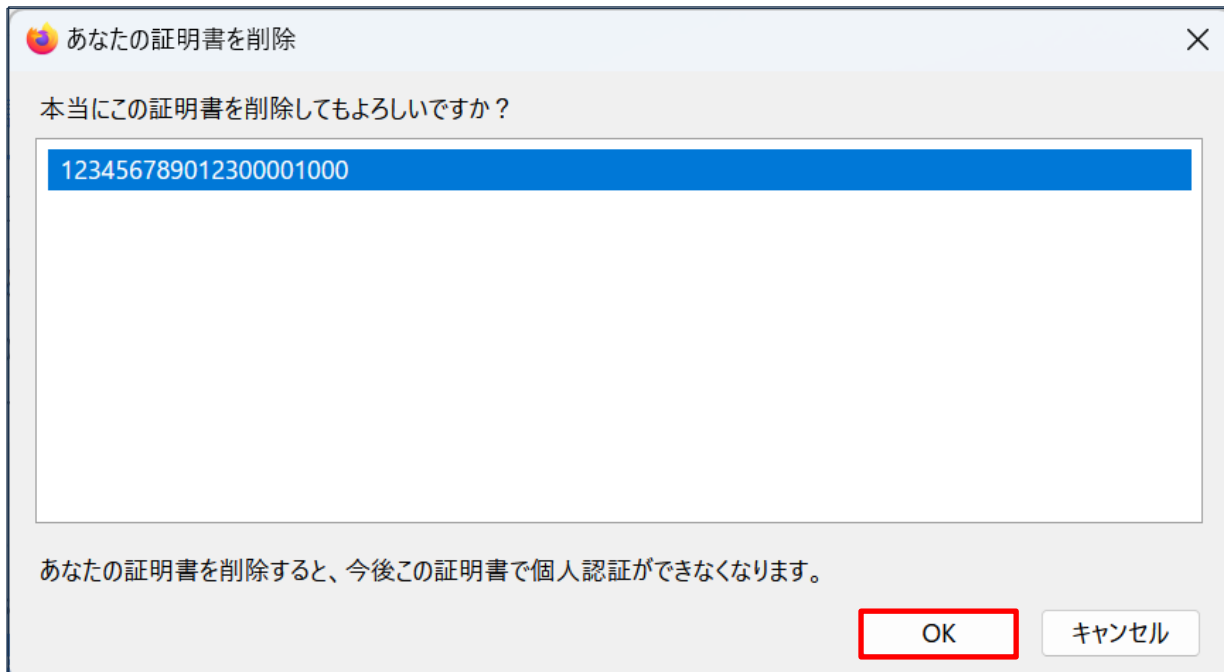 あなたの証明書を削除
本当にこの証明書を削除してもよろしいですか？
123456789012300001000
あなたの証明書を削除すると、今後この証明書で個人認証ができなくなります。
OK
キャンセル